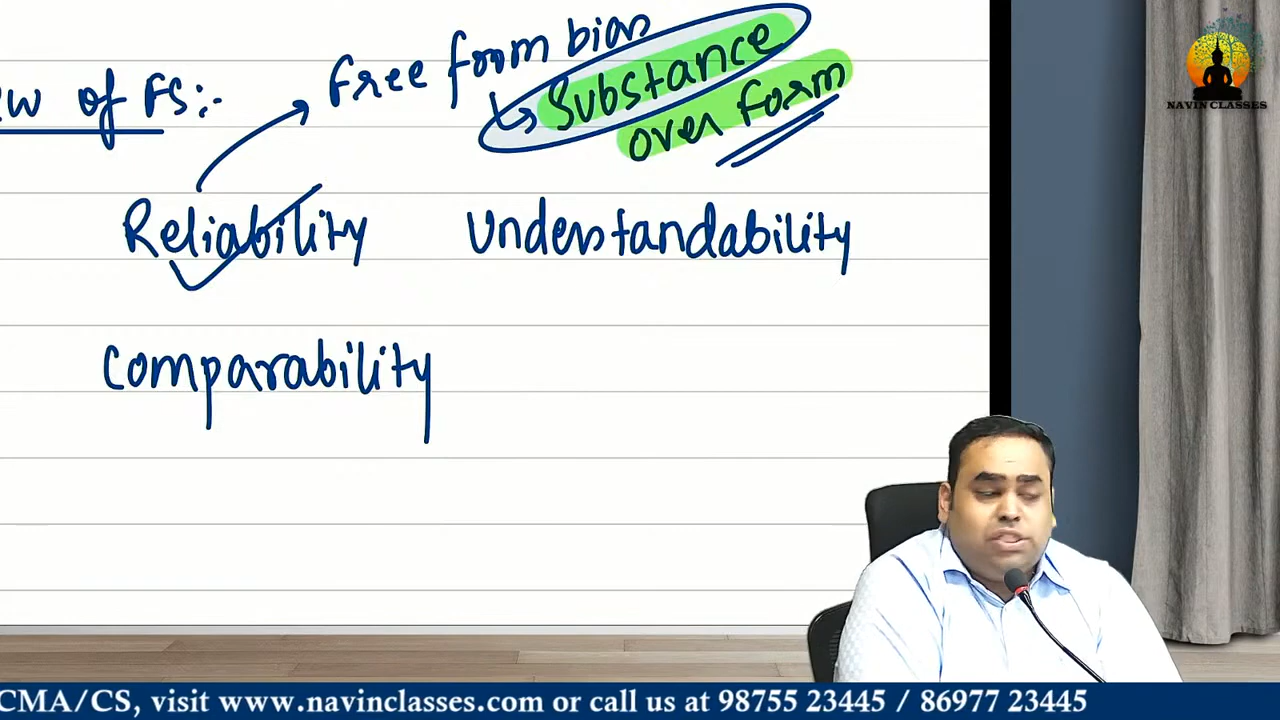 Free from bias
Substance
over form
ew of FS:-
Reliability Understandability
Comparability
NAVIN CLASSES
CMA/CS, visit www.navinclasses.com or call us at 98755 23445 / 86977 23445